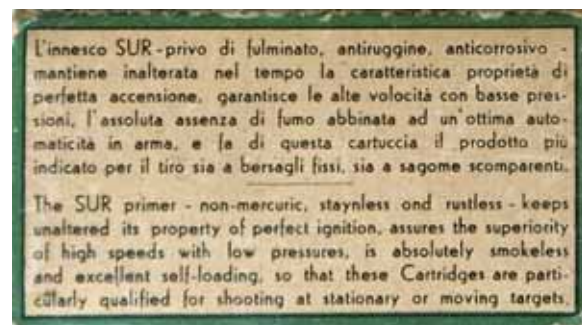 L'innesco SUR - privo di fulminato, antiruggine, anticorrosivo -
mantiene inalterata nel tempo la caratteristica proprietà di
perfetta accensione, garantisce le alte velocità con basse pres-
sioni, l'assoluta assenza di fumo abbinata ad un'ottima auto-
maticità in arma, e fa di questa cartuccia il prodotto più
indicato per il tiro sia a bersagli fissi, sia a sagome scomparenti.
The SUR primer - non-mercuric, staynless ond rustless - keeps
unaltered its property of perfect ignition, assures the superiority
of high speeds with low pressures, is absolutely smokeless
and excellent self-loading, so that these Cartridges are parti-
cularly qualified for shooting at stationary or moving targets.